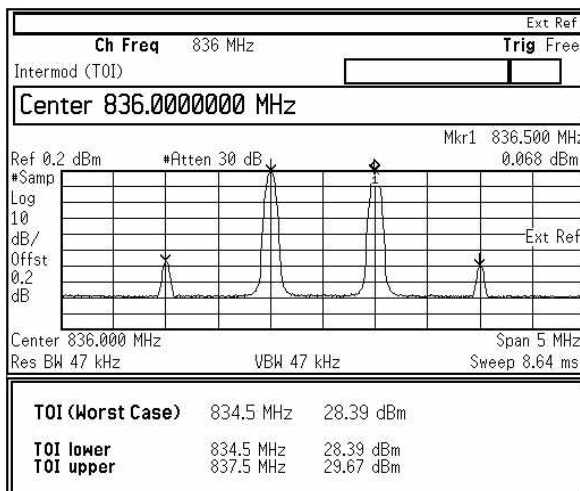 Ext Ref
Ch Freq 836 MHz Trig Free
Intermod (TOI)
Center 836.0000000 MHz
Mkr1 836.500 MHz
Ref 0.2 dBm #Atten 30 dB 0.068 dBm
#Samp
Log
10
dB/
Offst
0.2
dB
1
Ext Ref
Center 836.000 MHz Span 5 MHz
Res BW 47 kHz VBW 47 kHz Sweep 8.64 ms
TOI (Worst Case) 834.5 MHz 28.39 dBm
TOI lower 834.5 MHz 28.39 dBm
TOI upper 837.5 MHz 29.67 dBm